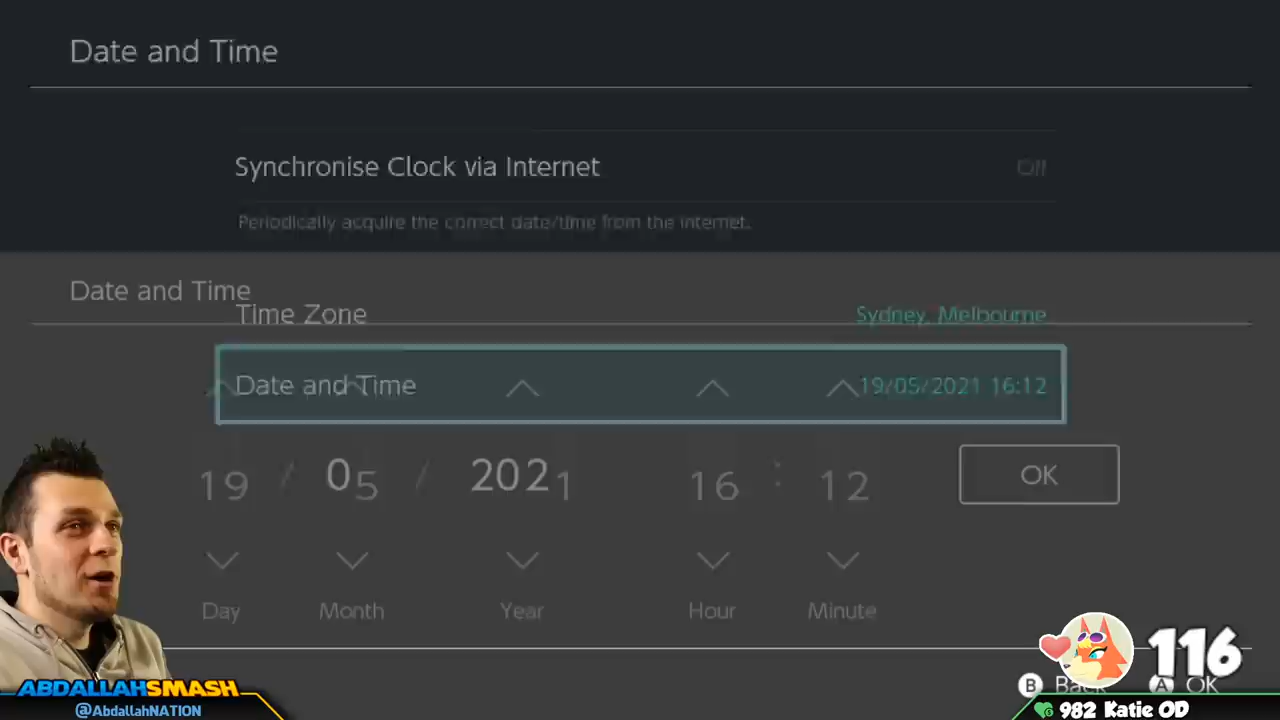 Date and Time
Synchronise Clock via Internet Off
Periodically acquire the correct date/time from the internet.
Date and Time
Time Zone Sydney, Melbourne
Date and Time 19/05/2021 16:12
19 / 05 / 2021 16 : 12 OK
Day Month Year Hour Minute
116
B Back A OK
ABDALLAHSMASH
@AbdallahNATION
982 Katie OD